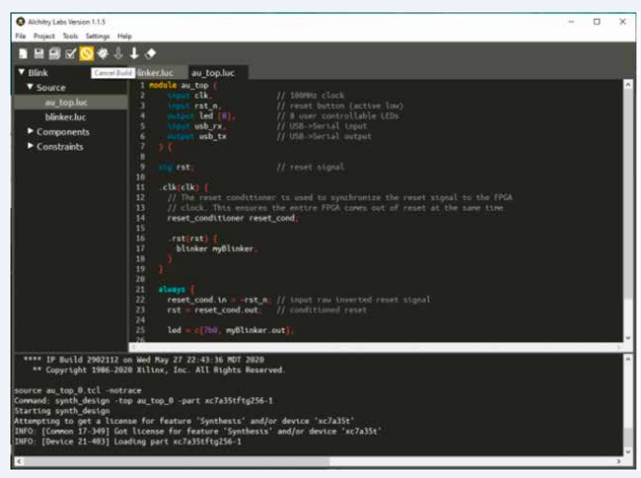 Alchitry Labs Version 1.1.5
File Project Tools Settings Help
Blink
Cancel Build
blinker.luc au_top.luc
Source
au_top.luc
blinker.luc
Components
Constraints
1 module au_top (
2 input clk, // 100MHz clock
3 input rst_n, // reset button (active low)
4 output led [8], // 8 user controllable LEDs
5 input usb_rx, // USB->Serial input
6 output usb_tx // USB->Serial output
7 ) {
8
9 sig rst; // reset signal
10
11 .clk(clk) {
12 // The reset conditioner is used to synchronize the reset signal to the FPGA
13 // clock. This ensures the entire FPGA comes out of reset at the same time
14 reset_conditioner reset_cond;
15
16 .rst(rst) {
17 blinker myBlinker;
18 }
19 }
20
21 always {
22 reset_cond.in = ~rst_n; // input raw inverted reset signal
23 rst = reset_cond.out; // conditioned reset
24
25 led = c{7b0, myBlinker.out};
26
**** IP Build 2902112 on Wed May 27 22:43:36 MDT 2020
** Copyright 1986-2020 Xilinx, Inc. All Rights Reserved.
source au_top_0.tcl -notrace
Command: synth_design -top au_top_0 -part xc7a35tftg256-1
Starting synth_design
Attempting to get a license for feature 'Synthesis' and/or device 'xc7a35t'
INFO: [Common 17-349] Got license for feature 'Synthesis' and/or device 'xc7a35t'
INFO: [Device 21-403] Loading part xc7a35tftg256-1